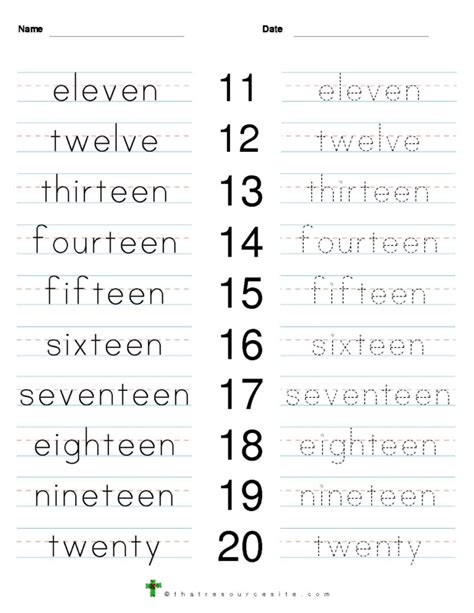 Name Date
eleven 11 eleven
twelve 12 twelve
thirteen 13 thirteen
fourteen 14 fourteen
fifteen 15 fifteen
sixteen 16 sixteen
seventeen 17 seventeen
eighteen 18 eighteen
nineteen 19 nineteen
twenty 20 twenty
©thatresourcesite.com